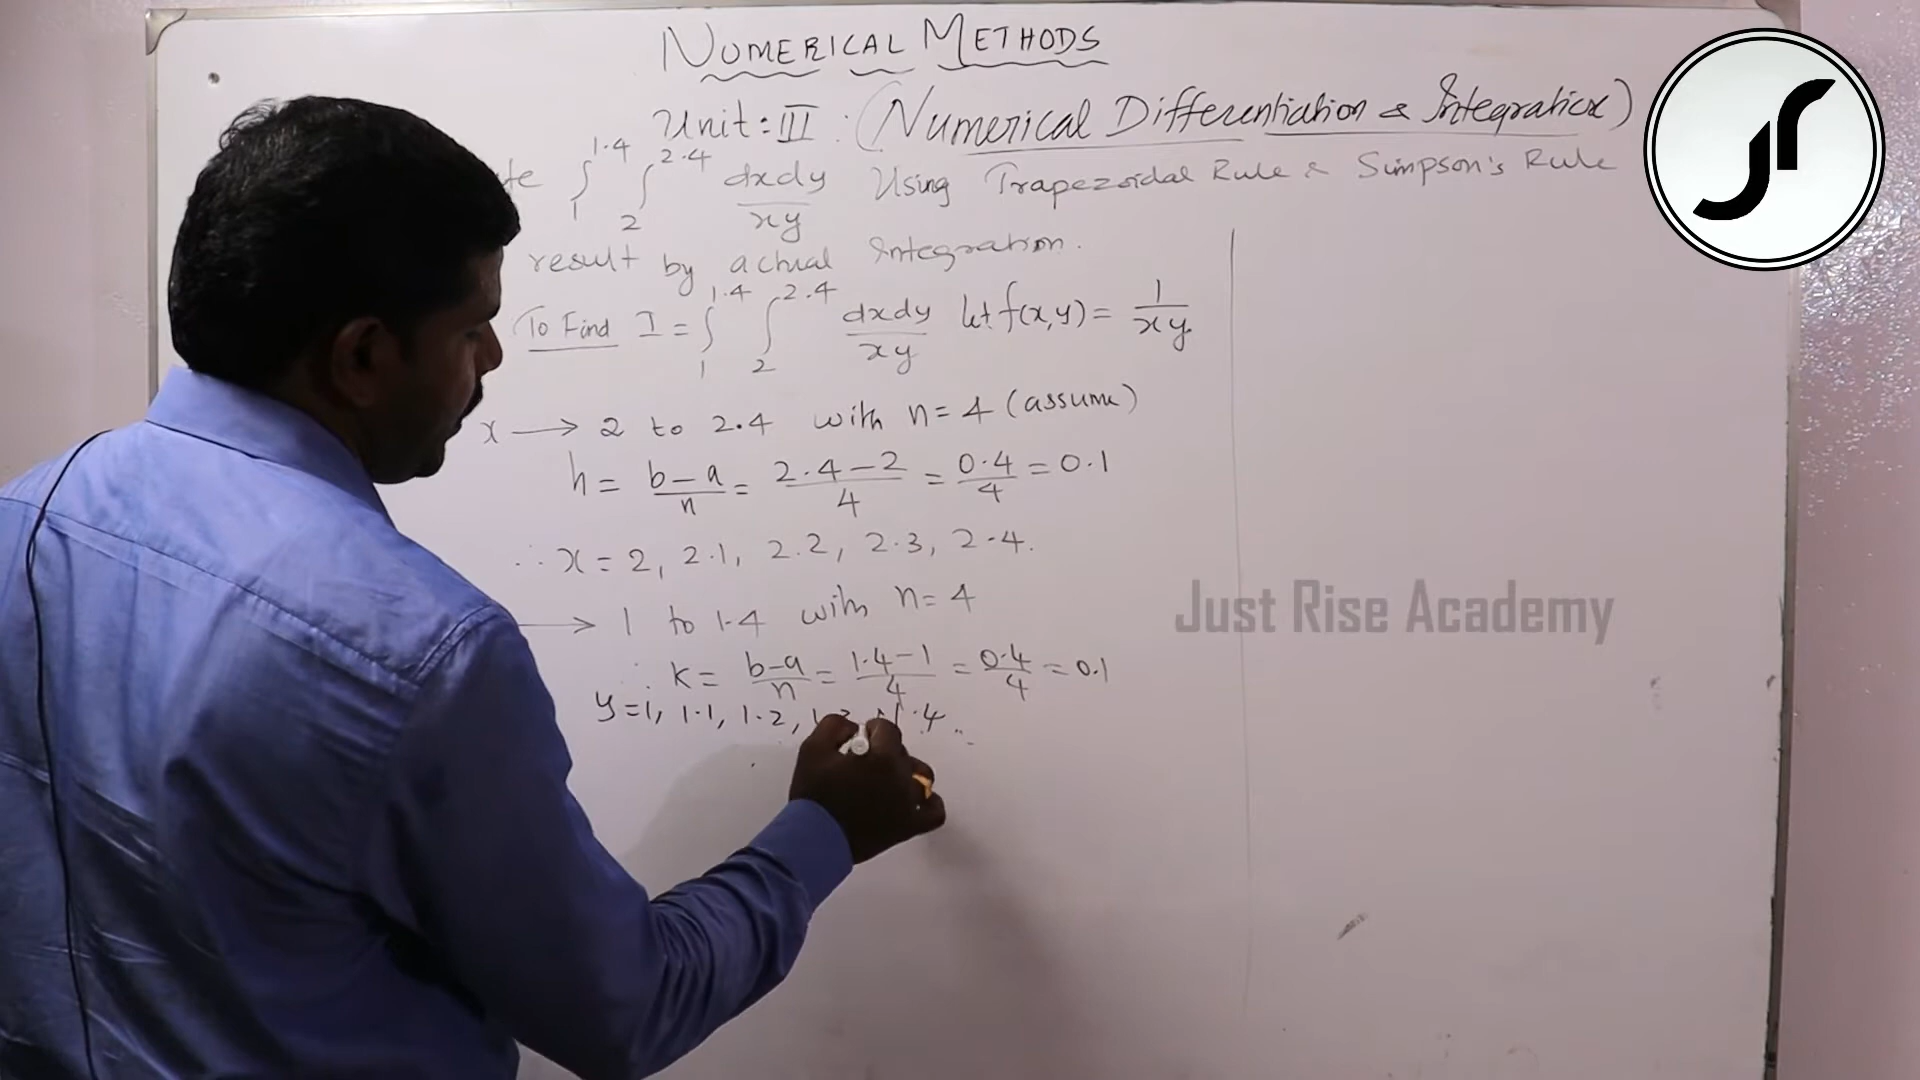 NUMERICAL METHODS
Unit: III : (Numerical Differentiation & Integration)
∫ 1.4 1 ∫ 2.4 2 dxdy/xy Using Trapezoidal Rule & Simpson's Rule
result by actual Integration.
To Find I = ∫ 1.4 1 ∫ 2.4 2 dxdy/xy let f(x,y) = 1/xy.
x → 2 to 2.4 with n = 4 (assume)
h = b-a/n = 2.4-2/4 = 0.4/4 = 0.1
∴ x = 2, 2.1, 2.2, 2.3, 2.4.
→ 1 to 1.4 with n = 4
∴ k = b-a/n = 1.4-1/4 = 0.4/4 = 0.1
y = 1, 1.1, 1.2, 1.4
Just Rise Academy